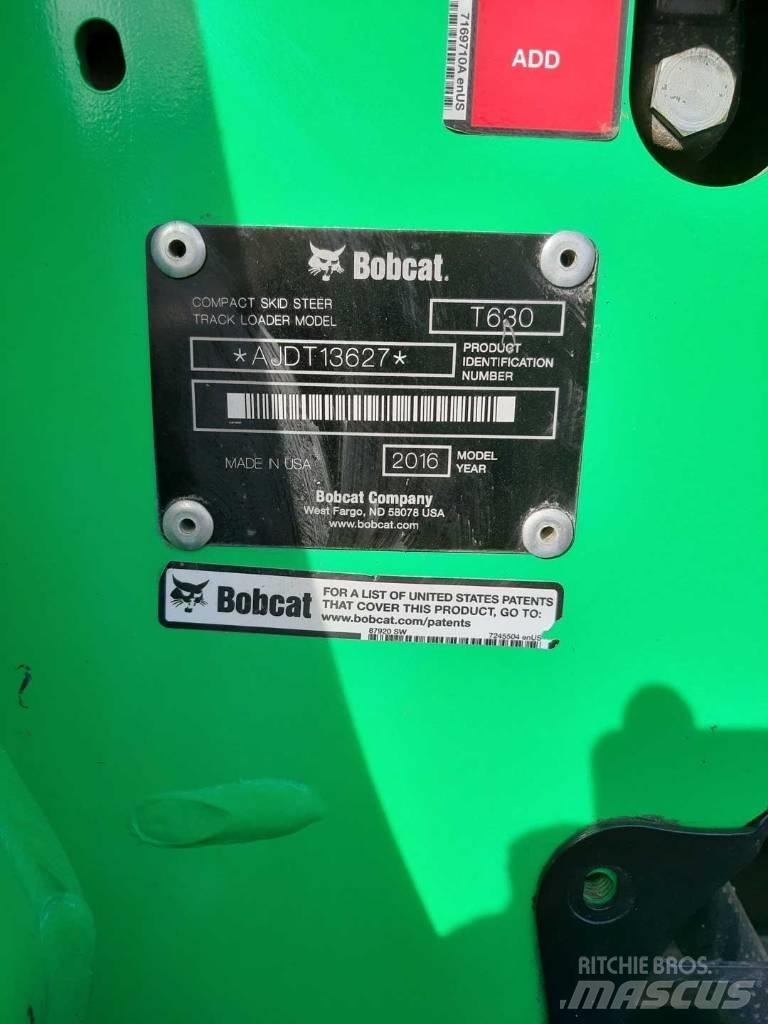 7169710A enUS
ADD
Bobcat.
COMPACT SKID STEER
TRACK LOADER MODEL
T630
*AJDT13627*
PRODUCT
IDENTIFICATION
NUMBER
MADE IN USA
2016
MODEL
YEAR
Bobcat Company
West Fargo, ND 58078 USA
www.bobcat.com
Bobcat
FOR A LIST OF UNITED STATES PATENTS
THAT COVER THIS PRODUCT, GO TO:
www.bobcat.com/patents
67920 SW
7245504 enUS
RITCHIE BROS.
MASCUS